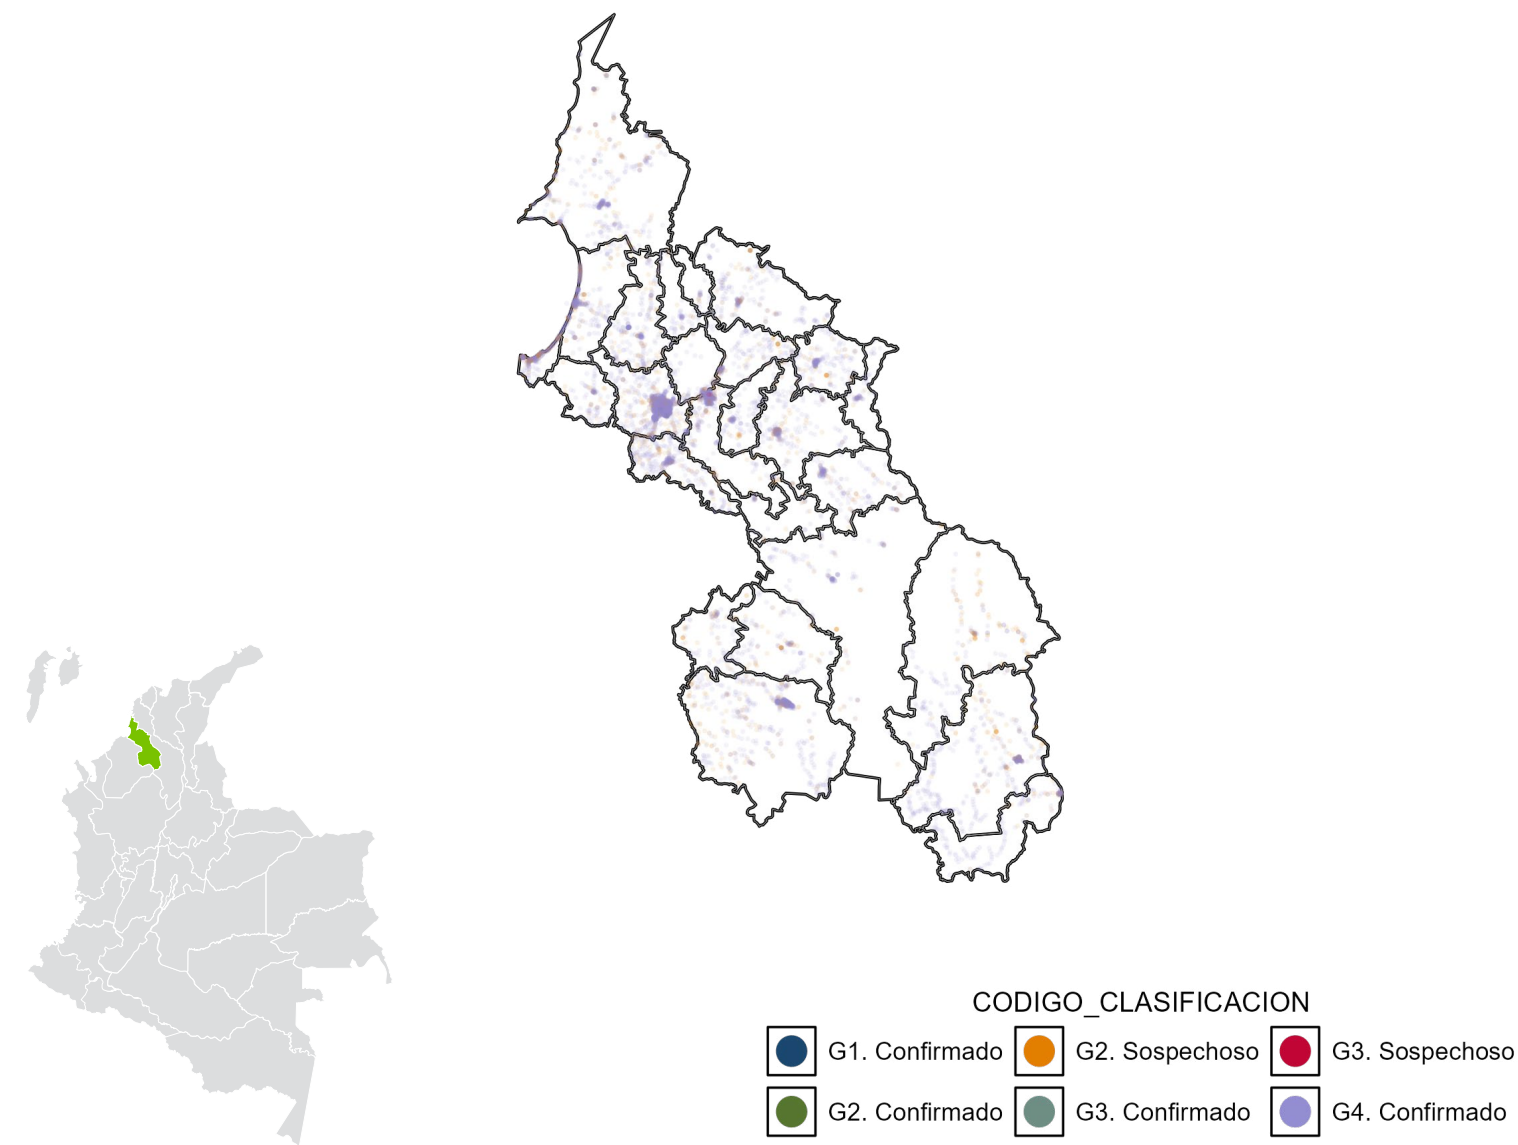 CODIGO_CLASIFICACION
G1. Confirmado G2. Sospechoso G3. Sospechoso
G2. Confirmado G3. Confirmado G4. Confirmado